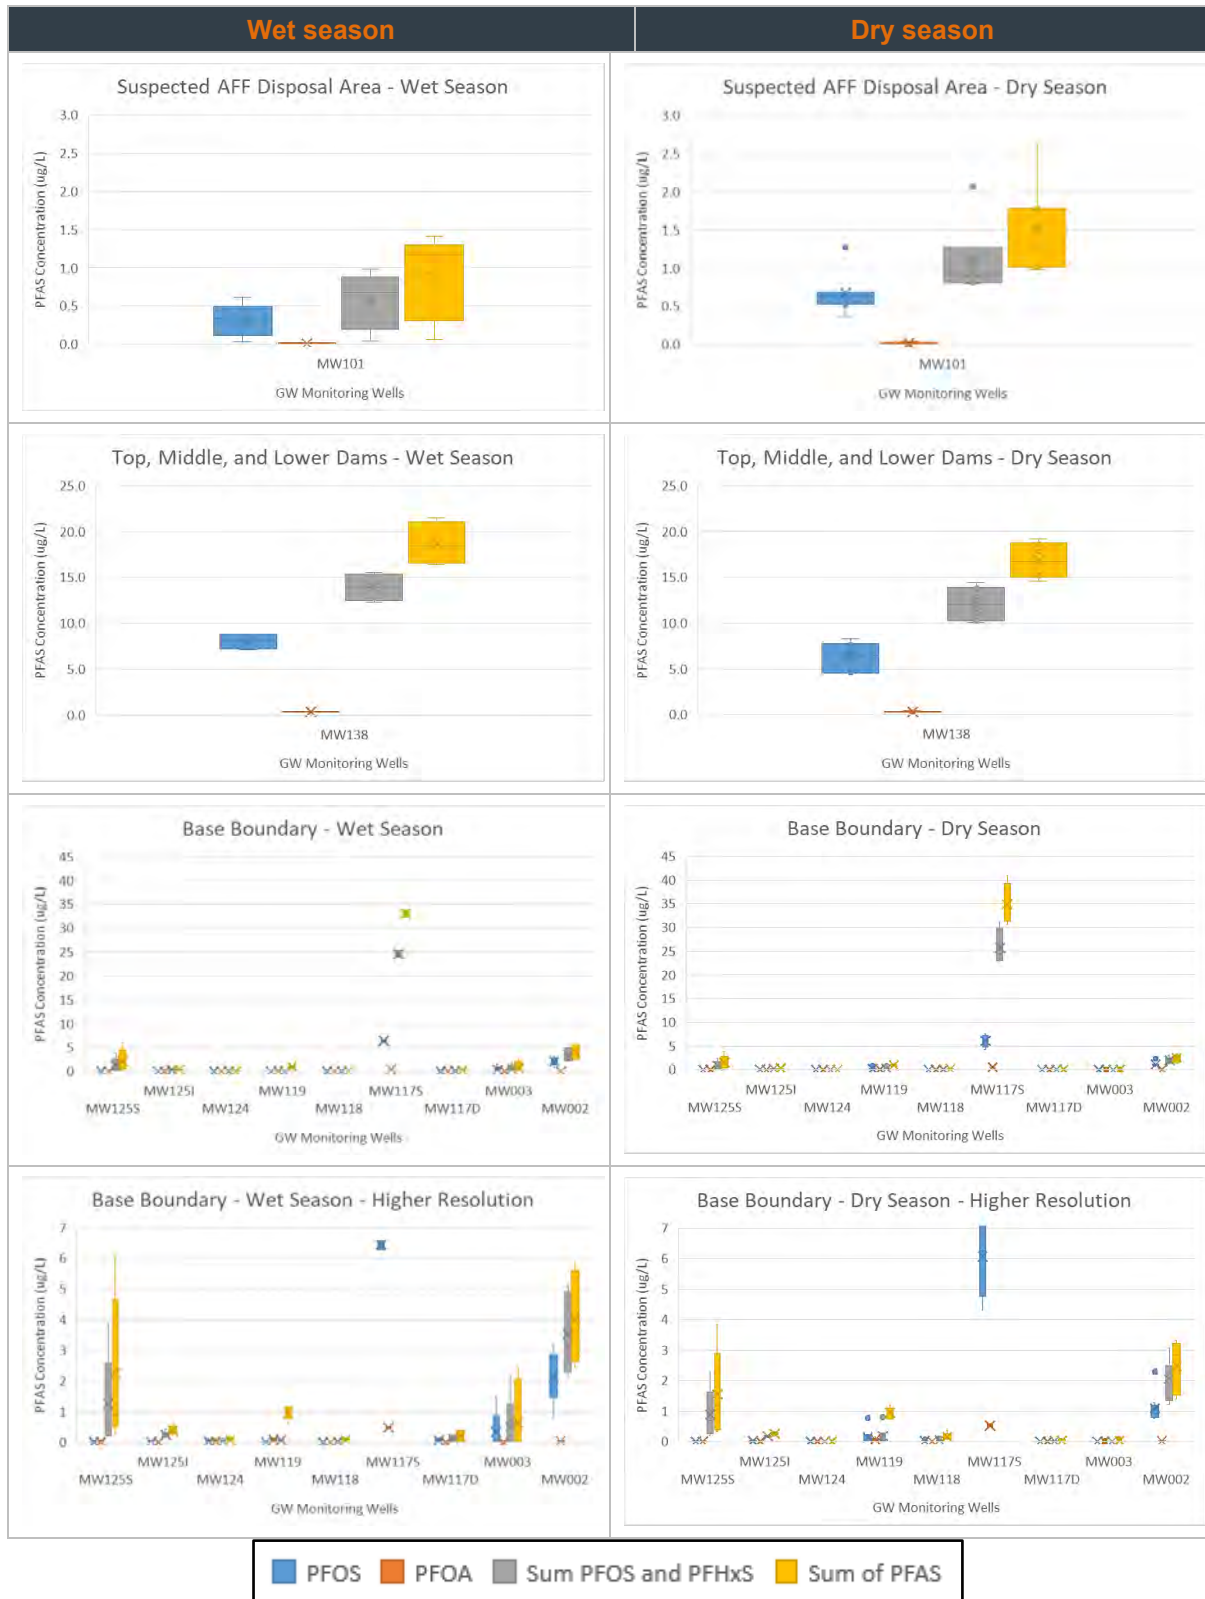 Wet season
Dry season
Suspected AFF Disposal Area - Wet Season
PFAS Concentration (ug/L)
3.0
2.5
2.0
1.5
1.0
0.5
0.0
MW101
GW Monitoring Wells
Suspected AFF Disposal Area - Dry Season
PFAS Concentration (ug/L)
3.0
2.5
2.0
1.5
1.0
0.5
0.0
MW101
GW Monitoring Wells
Top, Middle, and Lower Dams - Wet Season
PFAS Concentration (ug/L)
25.0
20.0
15.0
10.0
5.0
0.0
MW138
GW Monitoring Wells
Top, Middle, and Lower Dams - Dry Season
PFAS Concentration (ug/L)
25.0
20.0
15.0
10.0
5.0
0.0
MW138
GW Monitoring Wells
Base Boundary - Wet Season
PFAS Concentration (ug/L)
45
40
35
30
25
20
15
10
5
0
MW125I MW119 MW117S MW003
MW125S MW124 MW118 MW117D MW002
GW Monitoring Wells
Base Boundary - Dry Season
PFAS Concentration (ug/L)
45
40
35
30
25
20
15
10
5
0
MW125I MW119 MW117S MW003
MW125S MW124 MW118 MW117D MW002
GW Monitoring Wells
Base Boundary - Wet Season - Higher Resolution
PFAS Concentration (ug/L)
7
6
5
4
3
2
1
0
MW125I MW119 MW117S MW003
MW125S MW124 MW118 MW117D MW002
GW Monitoring Wells
Base Boundary - Dry Season - Higher Resolution
PFAS Concentration (ug/L)
7
6
5
4
3
2
1
0
MW125I MW119 MW117S MW003
MW125S MW124 MW118 MW117D MW002
GW Monitoring Wells
PFOS PFOA Sum PFOS and PFHxS Sum of PFAS